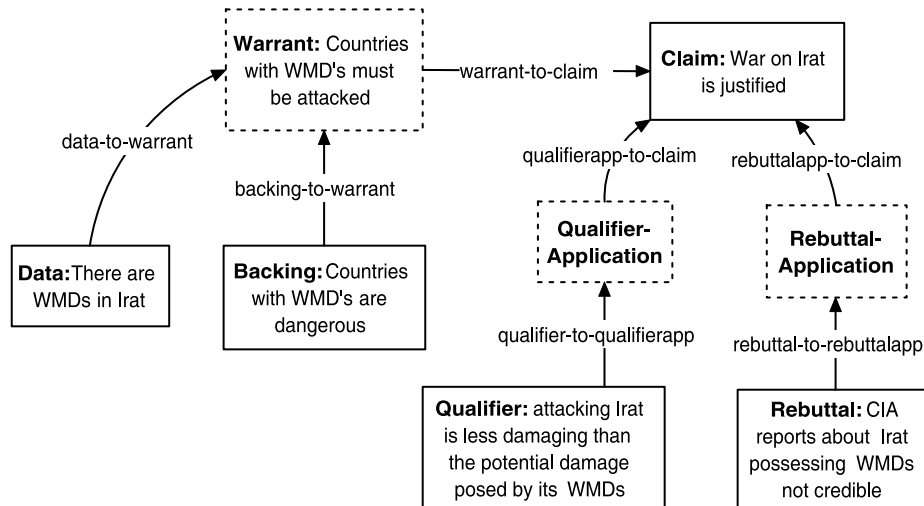 Warrant: Countries
with WMD's must
be attacked
warrant-to-claim
Claim: War on Irat
is justified
data-to-warrant
backing-to-warrant
qualifierapp-to-claim
rebuttalapp-to-claim
Qualifier-
Application
Rebuttal-
Application
Data:There are
WMDs in Irat
Backing:Countries
with WMD's are
dangerous
qualifier-to-qualifierapp
rebuttal-to-rebuttalapp
Qualifier: attacking Irat
is less damaging than
the potential damage
posed by its WMDs
Rebuttal: CIA
reports about Irat
possessing WMDs
not credible